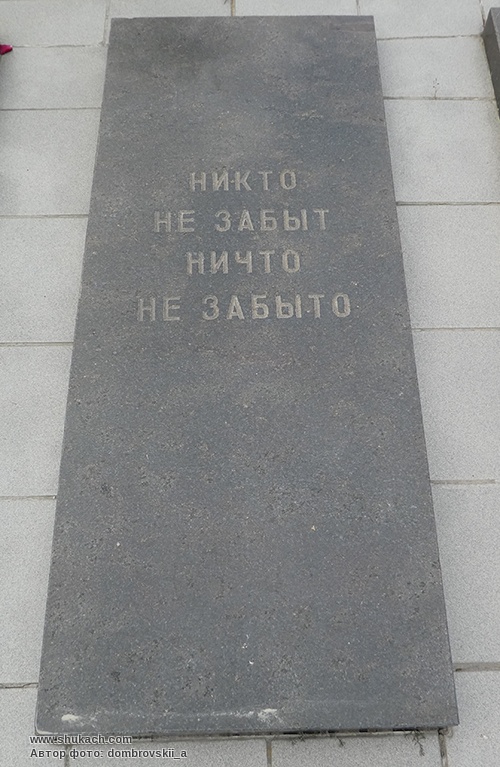 НИКТО
НЕ ЗАБЫТ
НИЧТО
НЕ ЗАБЫТО
www.shukach.com
Автор фото: dombrovskii_a